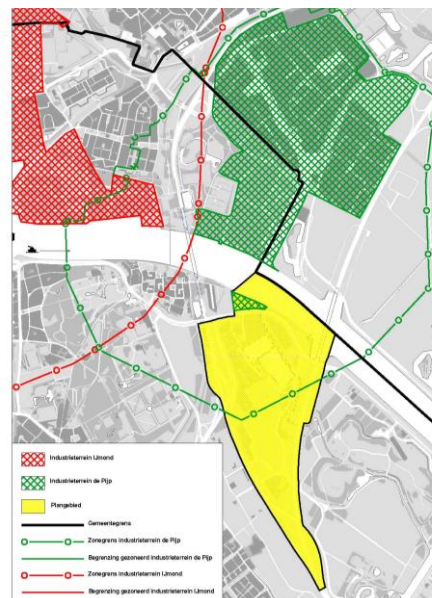 Industrieterrein IJmond
Industrieterrein de Pijp
Plangebied
Gemeentegrens
Zonegrens industrieterrein de Pijp
Begrenzing gezoneerd industrieterrein de Pijp
Zonegrens industrieterrein IJmond
Begrenzing gezoneerd industrieterrein IJmond